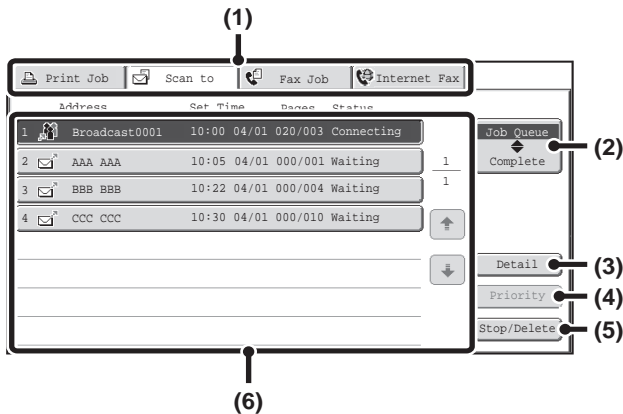 (1)
Print Job Scan to Fax Job Internet Fax
Address Set Time Pages Status
1 Broadcast0001 10:00 04/01 020/003 Connecting
2 AAA AAA 10:05 04/01 000/001 Waiting
3 BBB BBB 10:22 04/01 000/004 Waiting
4 CCC CCC 10:30 04/01 000/010 Waiting
1
1
Job Queue
Complete
(2)
Detail
(3)
Priority
(4)
Stop/Delete
(5)
(6)